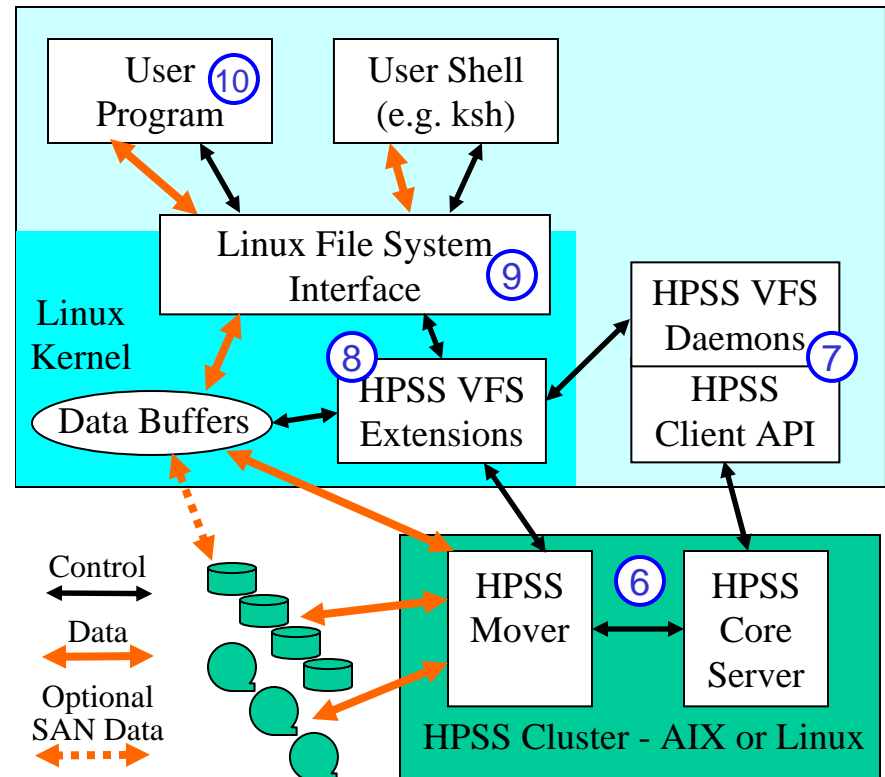 User
Program
10
User Shell
(e.g. ksh)
Linux File System
Interface
9
Linux
Kernel
HPSS VFS
Daemons
7
8
HPSS VFS
Extensions
HPSS
Client API
Data Buffers
Control
Data
Optional
SAN Data
HPSS
Mover
6
HPSS
Core
Server
HPSS Cluster - AIX or Linux